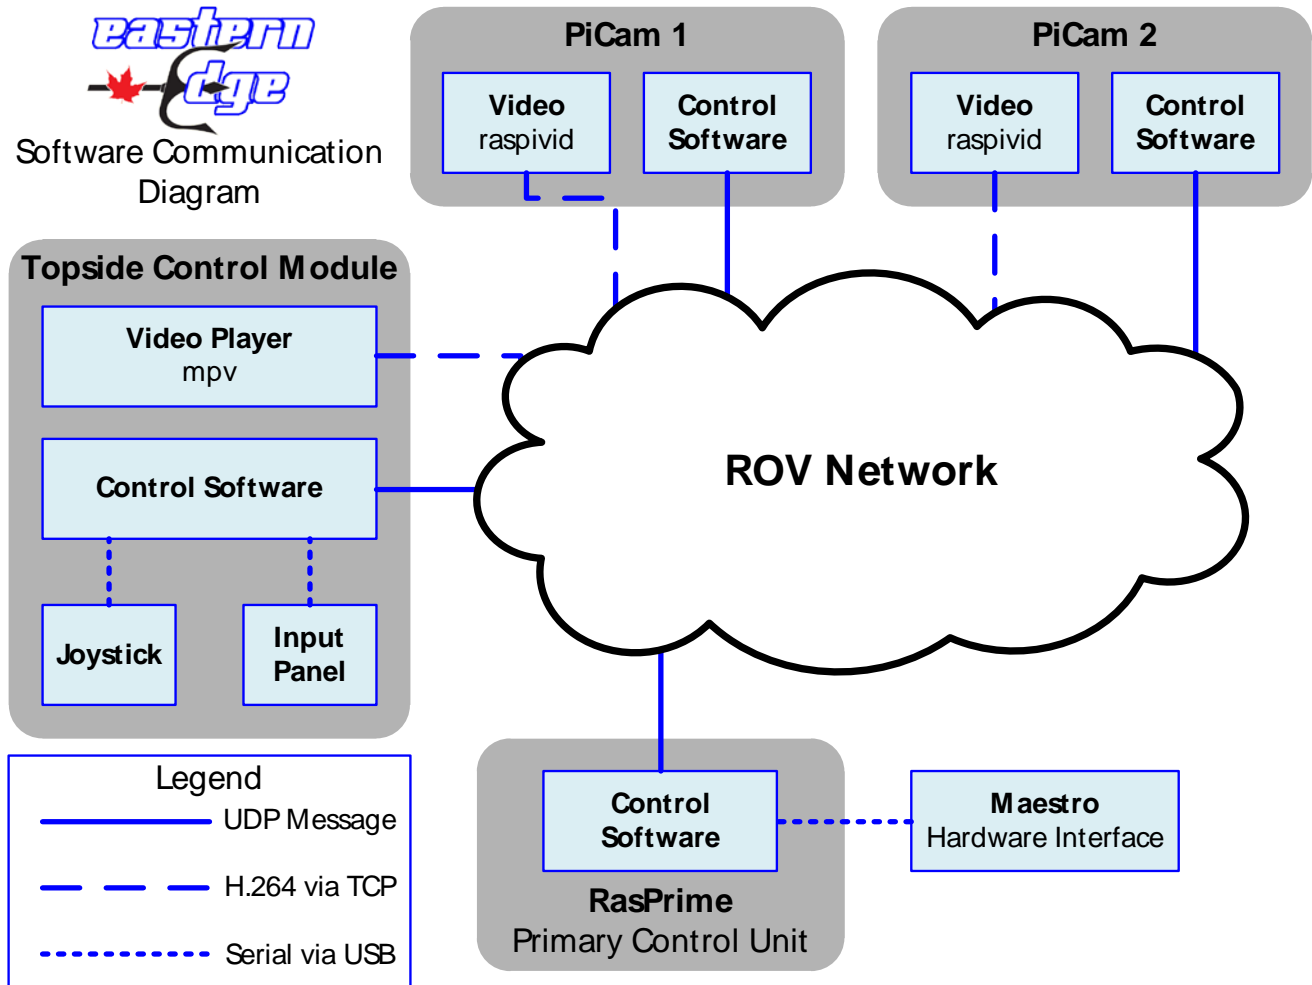 eastern
edge
Software Communication
Diagram
PiCam 1
Video
raspivid
Control
Software
PiCam 2
Video
raspivid
Control
Software
Topside Control Module
Video Player
mpv
Control Software
Joystick
Input
Panel
ROV Network
Control
Software
RasPrime
Primary Control Unit
Maestro
Hardware Interface
Legend
UDP Message
H.264 via TCP
Serial via USB